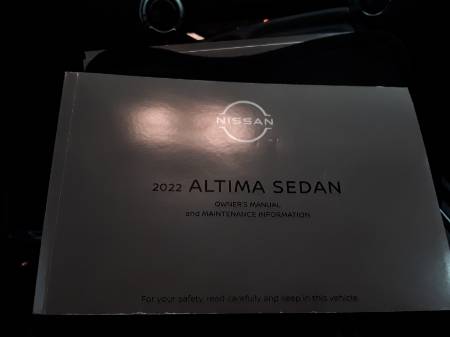 NISSAN
2022 ALTIMA SEDAN
OWNER'S MANUAL
and MAINTENANCE INFORMATION
For your safety, read carefully and keep in this vehicle.